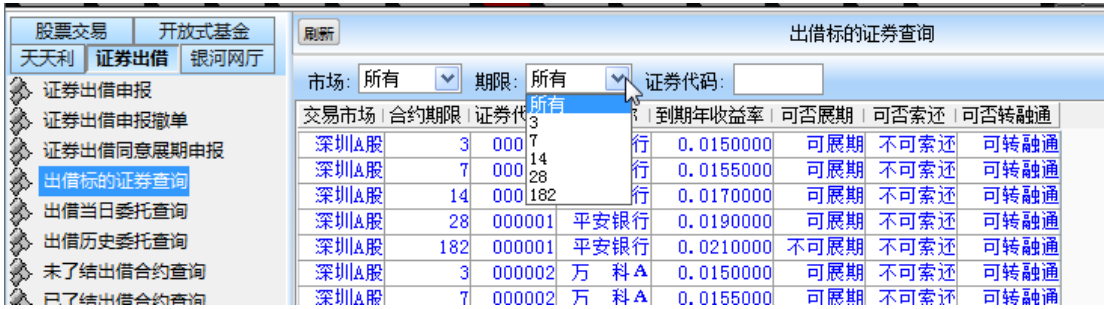 股票交易 开放式基金
天天利 证券出借 银河网厅
证券出借申报
证券出借申报撤单
证券出借同意展期申报
出借标的证券查询
出借当日委托查询
出借历史委托查询
未了结出借合约查询
已了结出借合约查询
刷新 出借标的证券查询
市场: 所有 期限: 所有 证券代码:
所有
3
7
14
28
182
交易市场 合约期限 证券代 到期年收益率 可否展期 可否索还 可否转融通
深圳A股 3 000 行 0.0150000 可展期 不可索还 可转融通
深圳A股 7 000 行 0.0155000 可展期 不可索还 可转融通
深圳A股 14 000 行 0.0170000 可展期 不可索还 可转融通
深圳A股 28 000001 平安银行 0.0190000 可展期 不可索还 可转融通
深圳A股 182 000001 平安银行 0.0210000 不可展期 不可索还 可转融通
深圳A股 3 000002 万 科A 0.0150000 可展期 不可索还 可转融通
深圳A股 7 000002 万 科A 0.0155000 可展期 不可索还 可转融通